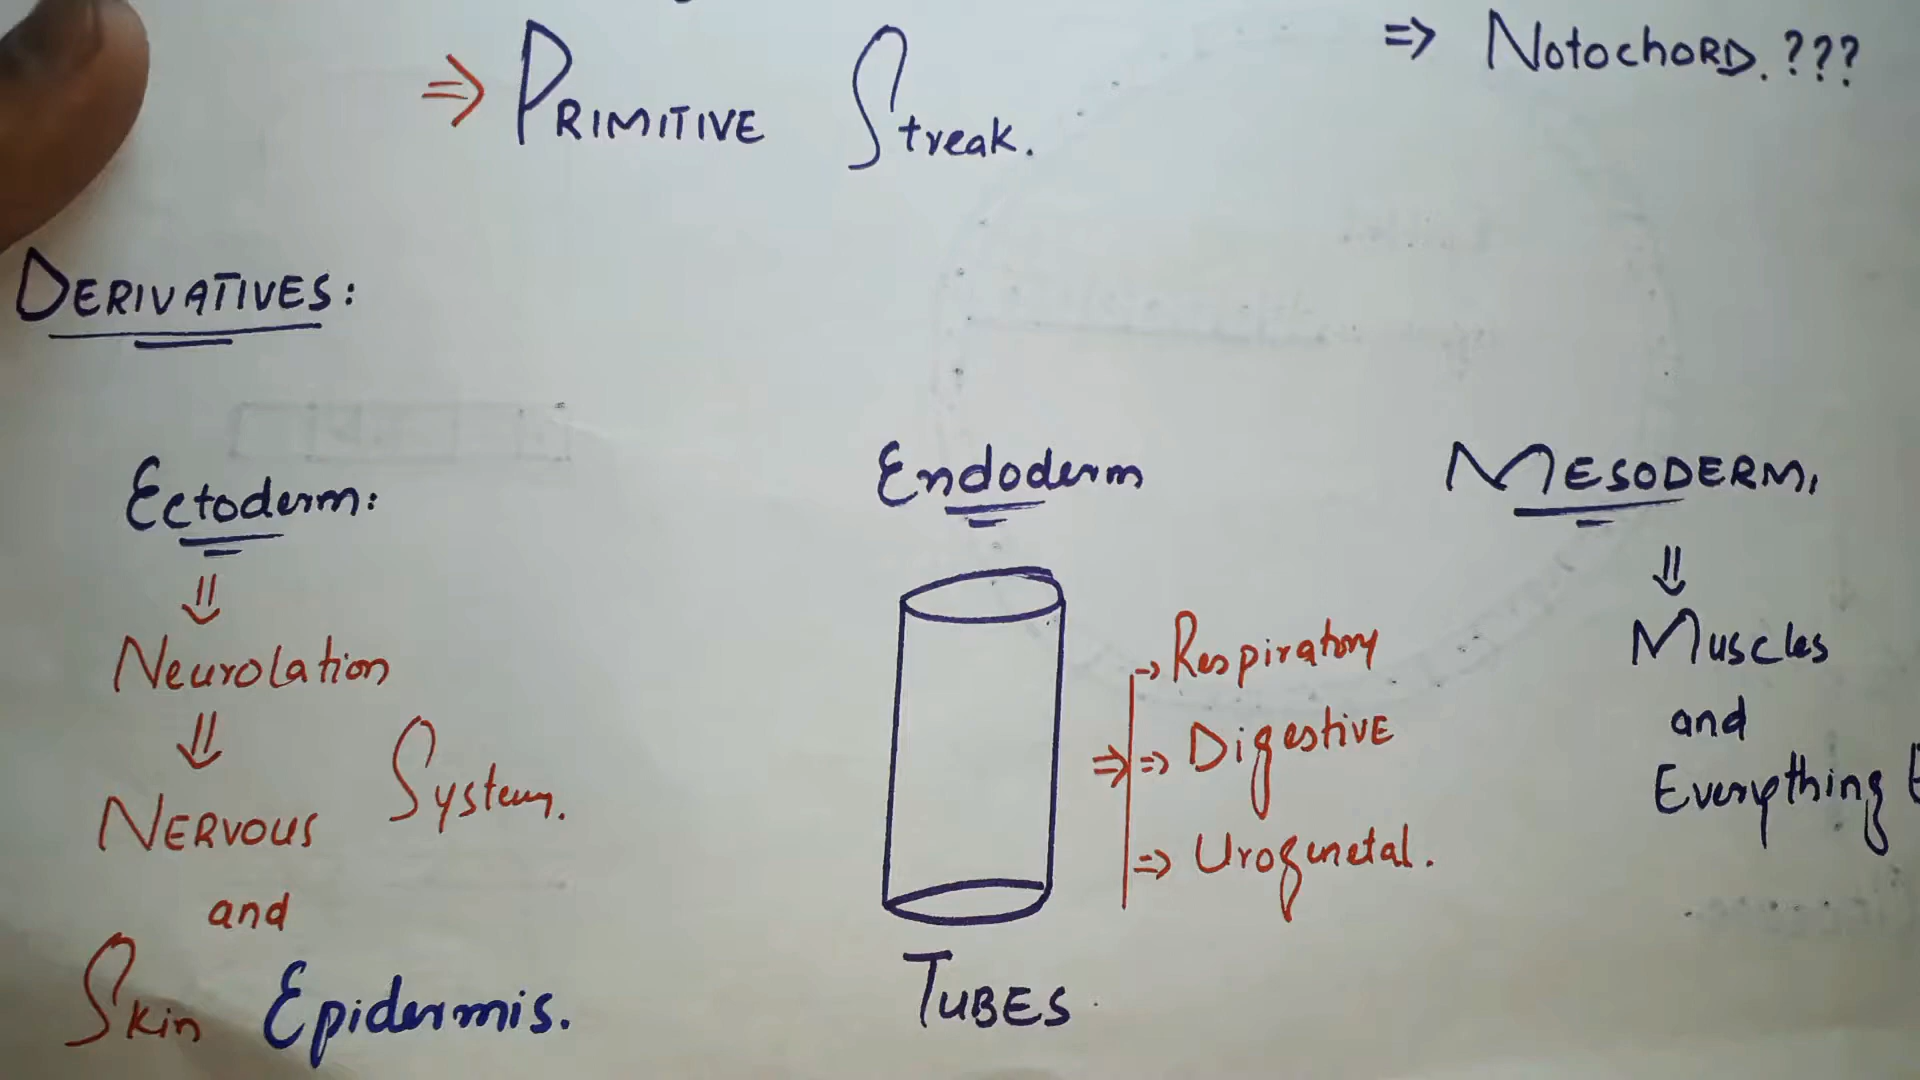 ⇒ PRIMITIVE Streak.
⇒ NotochoRD.???
DERIVATIVES:
Ectoderm:
⇓
Neurolation
⇓
NERVOUS System.
and
Skin Epidermis.
Endoderm
→ Respiratory
⇒ ⇒ DigestivE
⇒ Urogenetal.
TUBES
MESODERM,
⇓
Muscles
and
Everything